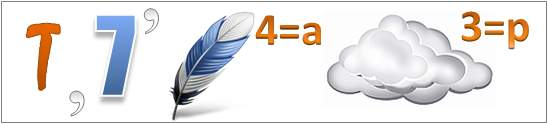 Т , 7 , 4=а 3=р